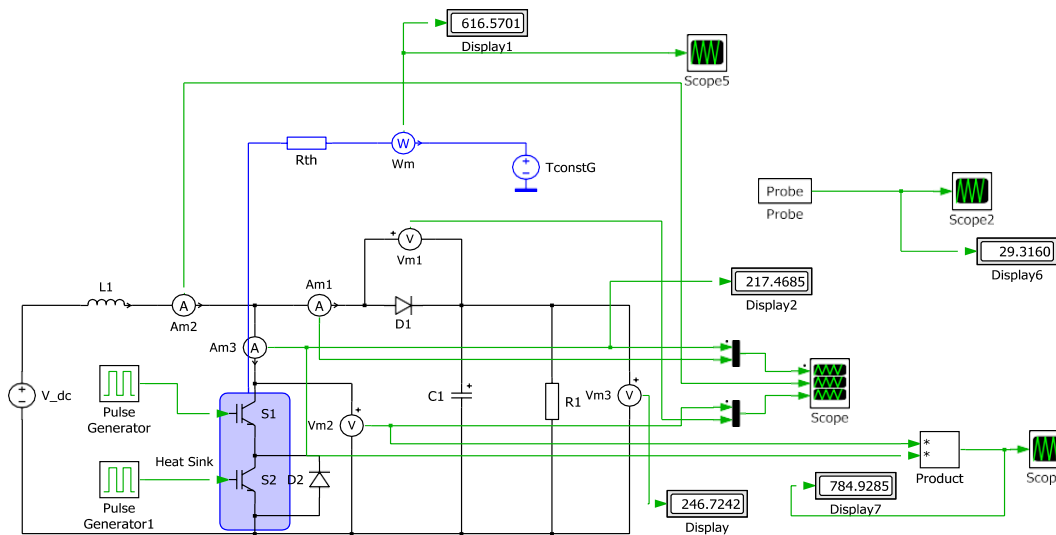 616.5701
Display1
Scope5
Rth
W
Wm
TconstG
Probe
Probe
Scope2
29.3160
Display6
V
Vm1
217.4685
Display2
L1
A
Am2
Am1
A
D1
Am3
A
V_dc
Pulse
Generator
S1
Vm2
V
C1
R1
Vm3
V
Scope
Heat Sink
S2
D2
Pulse
Generator1
*
*
Product
Scop
784.9285
Display7
246.7242
Display